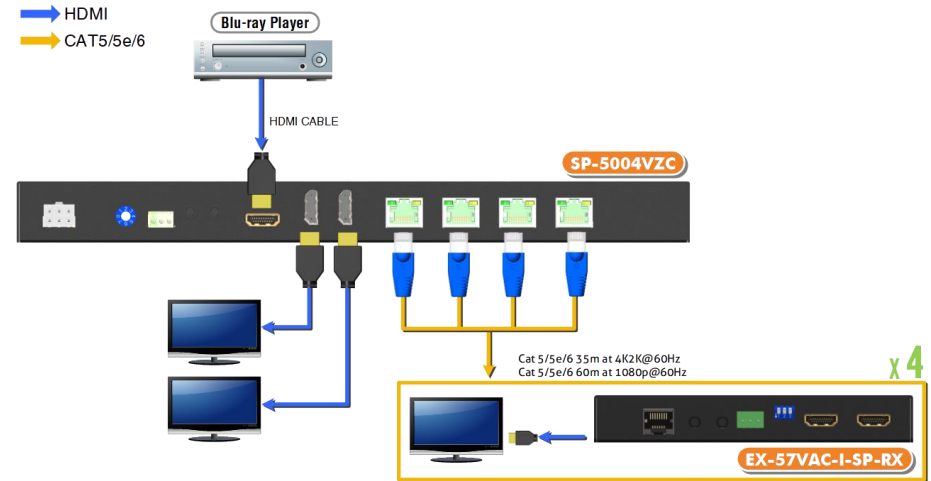 HDMI
CAT5/5e/6
Blu-ray Player
HDMI CABLE
SP-5004VZC
Cat 5/5e/6 35m at 4K2K@60Hz
Cat 5/5e/6 60m at 1080p@60Hz
x 4
EX-57VAC-I-SP-RX